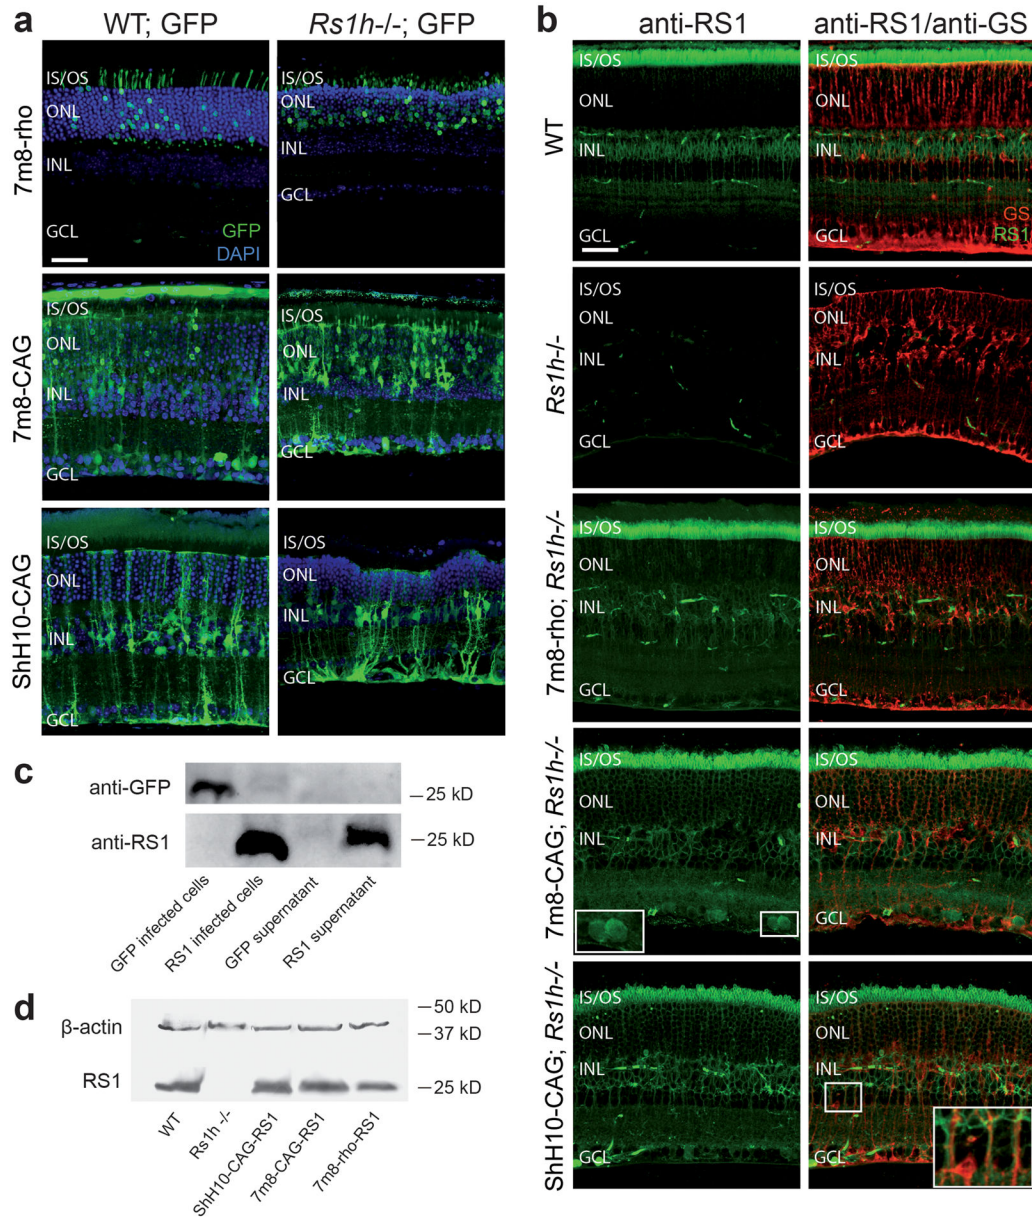 a
WT; GFP
Rs1h-/-; GFP
7m8-rho
IS/OS
ONL
INL
GCL
GFP
DAPI
IS/OS
ONL
INL
GCL
7m8-CAG
IS/OS
ONL
INL
GCL
IS/OS
ONL
INL
GCL
ShH10-CAG
IS/OS
ONL
INL
GCL
IS/OS
ONL
INL
GCL
c
anti-GFP
25 kD
anti-RS1
25 kD
GFP infected cells
RS1 infected cells
GFP supernatant
RS1 supernatant
d
50 kD
β-actin
37 kD
RS1
25 kD
WT
Rs1h -/-
ShH10-CAG-RS1
7m8-CAG-RS1
7m8-rho-RS1
b
anti-RS1
anti-RS1/anti-GS
WT
IS/OS
ONL
INL
GCL
IS/OS
ONL
INL
GCL
GS
RS1
Rs1h-/-
IS/OS
ONL
INL
GCL
IS/OS
ONL
INL
GCL
7m8-rho; Rs1h-/-
IS/OS
ONL
INL
GCL
IS/OS
ONL
INL
GCL
7m8-CAG; Rs1h-/-
IS/OS
ONL
INL
IS/OS
ONL
INL
GCL
ShH10-CAG; Rs1h-/-
IS/OS
ONL
INL
GCL
IS/OS
ONL
INL
GCL